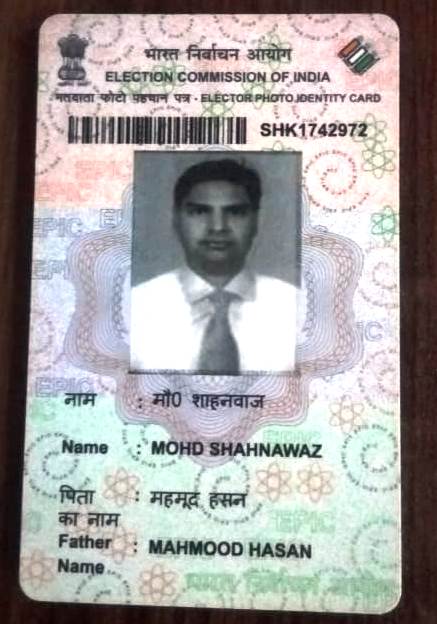 भारत निर्वाचन आयोग
ELECTION COMMISSION OF INDIA
मतदाता फोटो पहचान पत्र - ELECTOR PHOTO IDENTITY CARD
SHK1742972
नाम : मौ0 शाहनवाज
Name : MOHD SHAHNAWAZ
पिता : महमूद हसन
का नाम
Father : MAHMOOD HASAN
Name